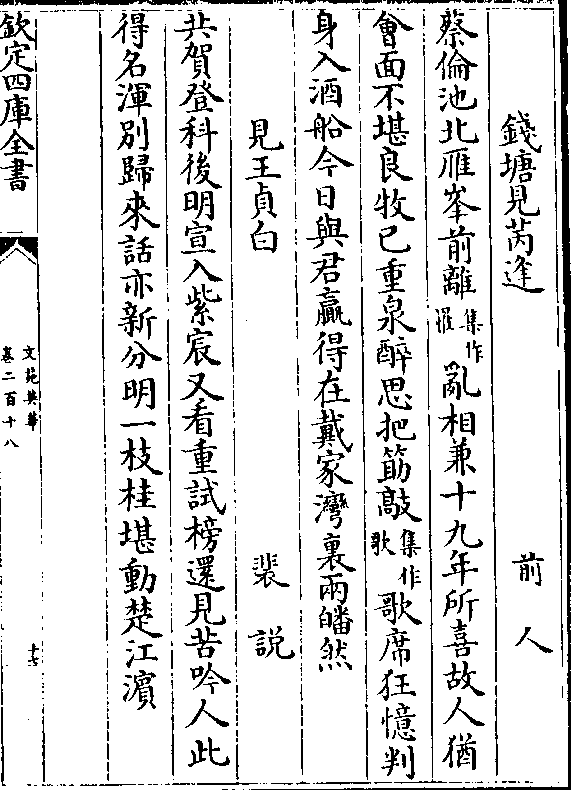 錢塘見芮逢　前人
蔡倫池北雁峯前離集作罹亂相兼十九年所喜故人猶
會面不堪良牧已重泉醉思把筯敲集作歌歌席狂憶判
身入酒船今日與君贏得在戴家灣裏兩皤然
見王貞白　裴説
共賀登科後明宣入紫宸又看重試榜還見苦吟人此
得名渾別歸來話亦新分明一枝桂堪動楚江濱
欽定四庫全書
文苑英華
卷二百十八
十七